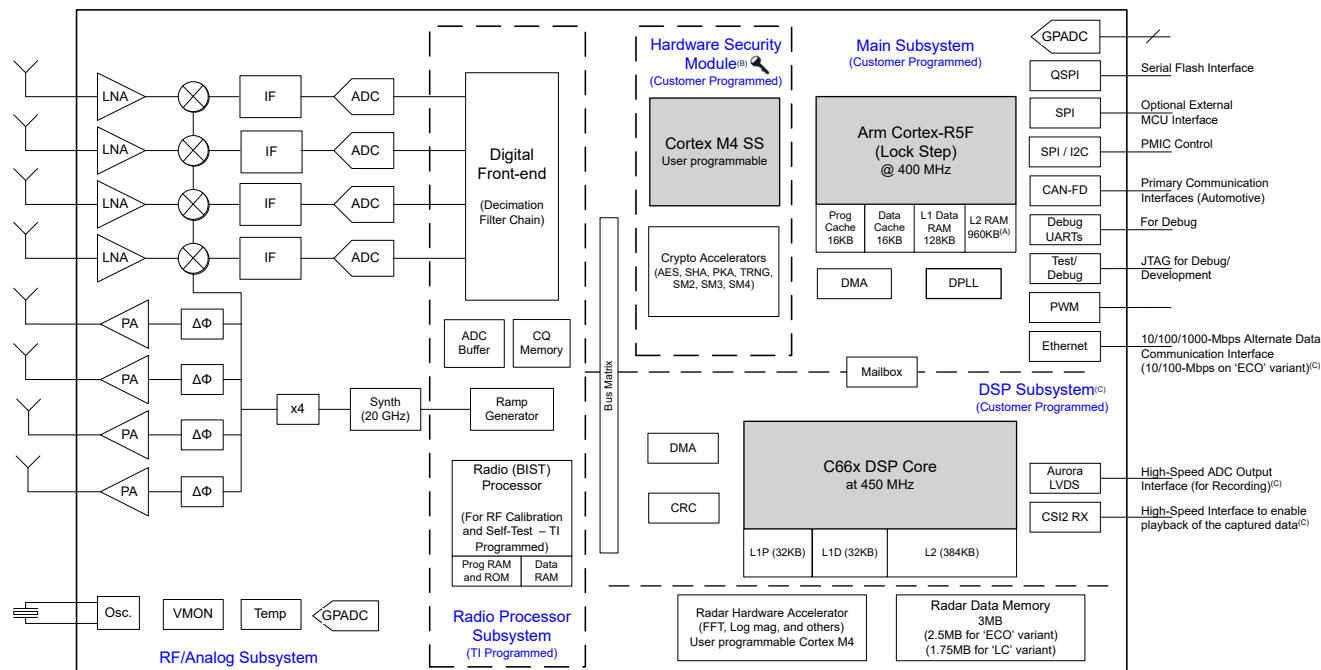 LNA
IF
ADC
LNA
IF
ADC
LNA
IF
ADC
LNA
IF
ADC
PA
ΔΦ
PA
ΔΦ
PA
ΔΦ
PA
ΔΦ
x4
Synth
(20 GHz)
Osc.
VMON
Temp
GPADC
RF/Analog Subsystem
Digital
Front-end
(Decimation
Filter Chain)
ADC
Buffer
CQ
Memory
Ramp
Generator
Radio (BIST)
Processor
(For RF Calibration
and Self-Test – TI
Programmed)
Prog RAM
and ROM
Data
RAM
Radio Processor
Subsystem
(TI Programmed)
Bus Matrix
Hardware Security
Module(B)
(Customer Programmed)
Cortex M4 SS
User programmable
Crypto Accelerators
(AES, SHA, PKA, TRNG,
SM2, SM3, SM4)
Main Subsystem
(Customer Programmed)
Arm Cortex-R5F
(Lock Step)
@ 400 MHz
Prog
Cache
16KB
Data
Cache
16KB
L1 Data
RAM
128KB
L2 RAM
960KB(A)
DMA
DPLL
Mailbox
GPADC
QSPI
Serial Flash Interface
SPI
Optional External
MCU Interface
SPI / I2C
PMIC Control
CAN-FD
Primary Communication
Interfaces (Automotive)
Debug
UARTs
For Debug
Test/
Debug
JTAG for Debug/
Development
PWM
Ethernet
10/100/1000-Mbps Alternate Data
Communication Interface
(10/100-Mbps on ‘ECO’ variant)(C)
DSP Subsystem(C)
(Customer Programmed)
DMA
CRC
C66x DSP Core
at 450 MHz
L1P (32KB)
L1D (32KB)
L2 (384KB)
Aurora
LVDS
High-Speed ADC Output
Interface (for Recording)(C)
CSI2 RX
High-Speed Interface to enable
playback of the captured data(C)
Radar Hardware Accelerator
(FFT, Log mag, and others)
User programmable Cortex M4
Radar Data Memory
3MB
(2.5MB for ‘ECO’ variant)
(1.75MB for ‘LC’ variant)